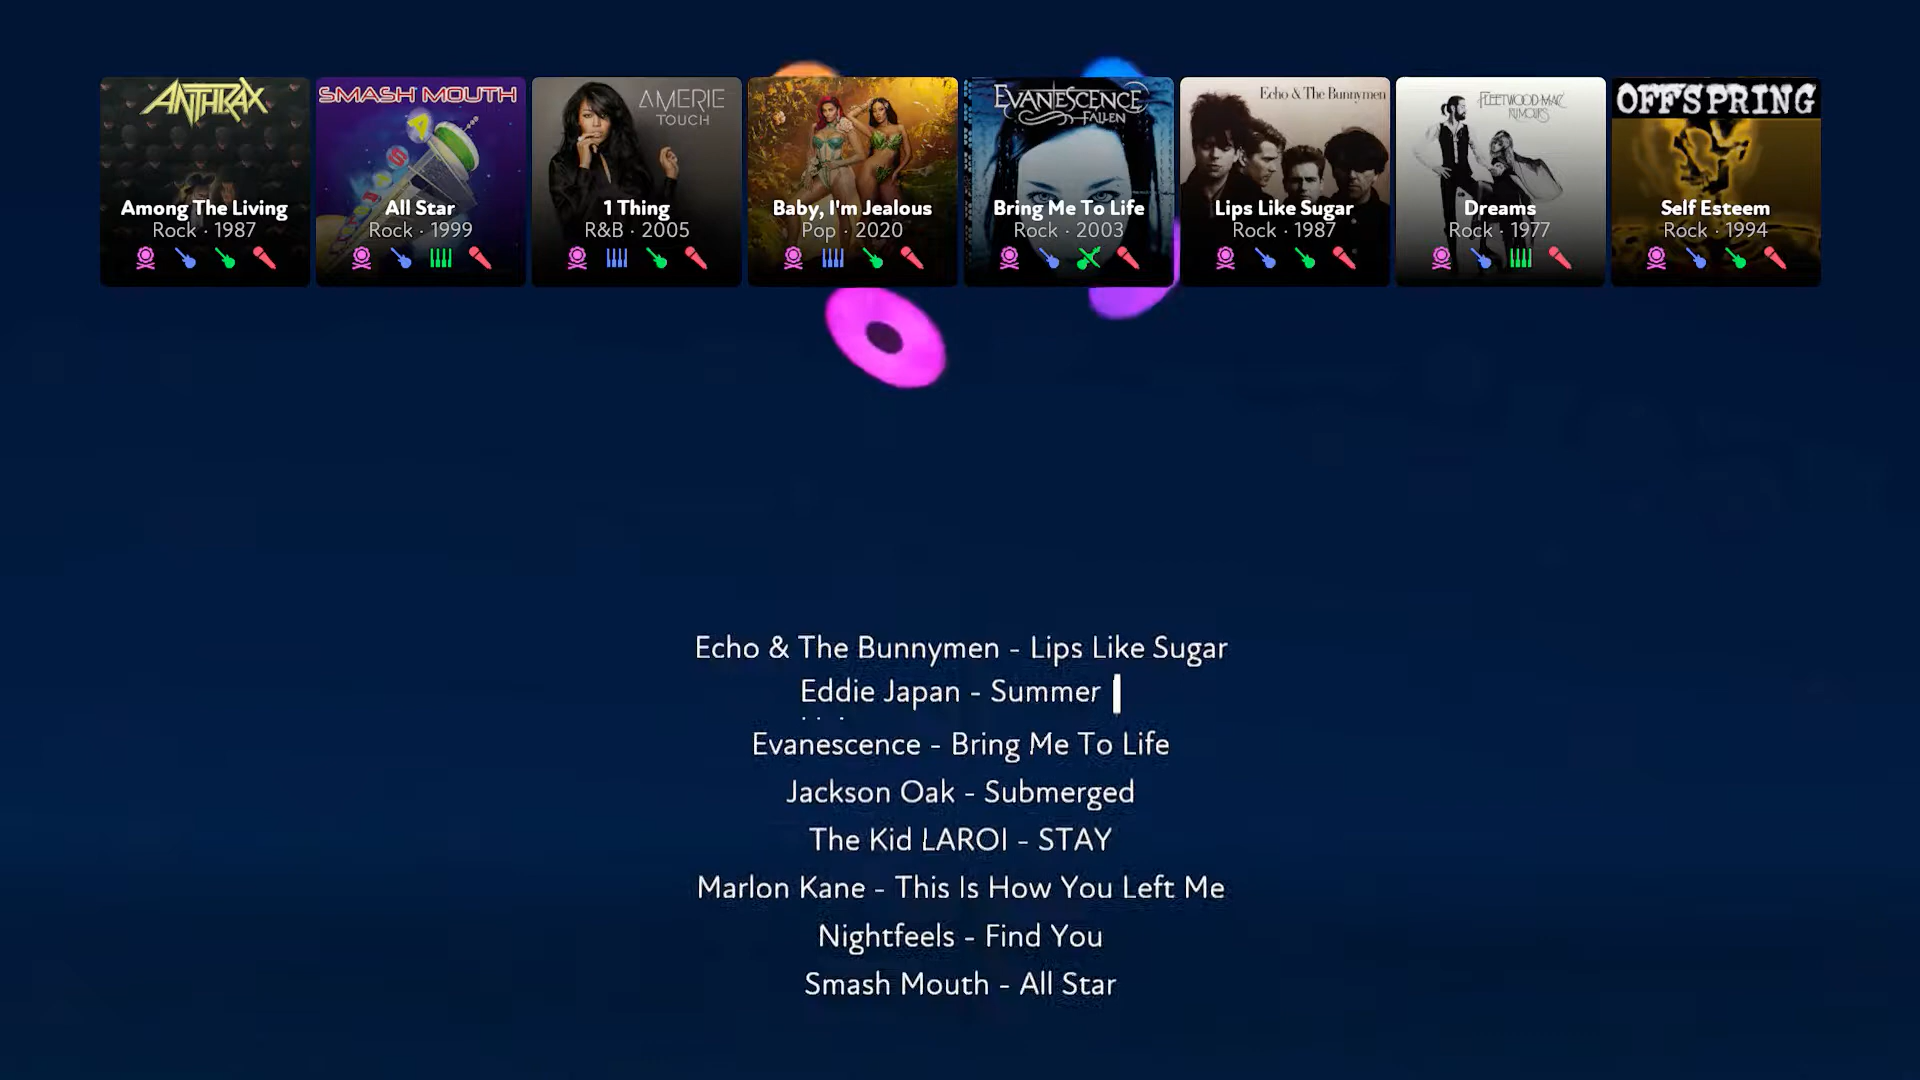 ANTHRAX
Among The Living
Rock · 1987
SMASH MOUTH
All Star
Rock · 1999
AMERIE
TOUCH
1 Thing
R&B · 2005
Baby, I'm Jealous
Pop · 2020
EVANESCENCE
FALLEN
Bring Me To Life
Rock · 2003
Echo & The Bunnymen
Lips Like Sugar
Rock · 1987
FLEETWOOD MAC
RUMOURS
Dreams
Rock · 1977
OFFSPRING
Self Esteem
Rock · 1994
Echo & The Bunnymen - Lips Like Sugar
Eddie Japan - Summer
Evanescence - Bring Me To Life
Jackson Oak - Submerged
The Kid LAROI - STAY
Marlon Kane - This Is How You Left Me
Nightfeels - Find You
Smash Mouth - All Star